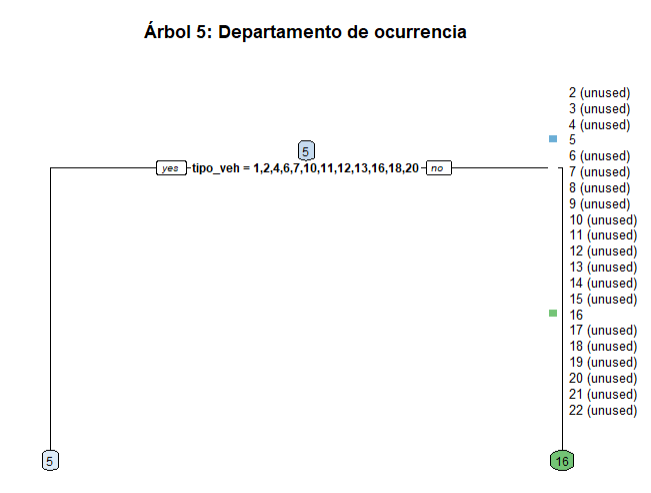 Árbol 5: Departamento de ocurrencia
5
yes tipo_veh = 1,2,4,6,7,10,11,12,13,16,18,20 no
2 (unused)
3 (unused)
4 (unused)
5
6 (unused)
7 (unused)
8 (unused)
9 (unused)
10 (unused)
11 (unused)
12 (unused)
13 (unused)
14 (unused)
15 (unused)
16
17 (unused)
18 (unused)
19 (unused)
20 (unused)
21 (unused)
22 (unused)
5
16